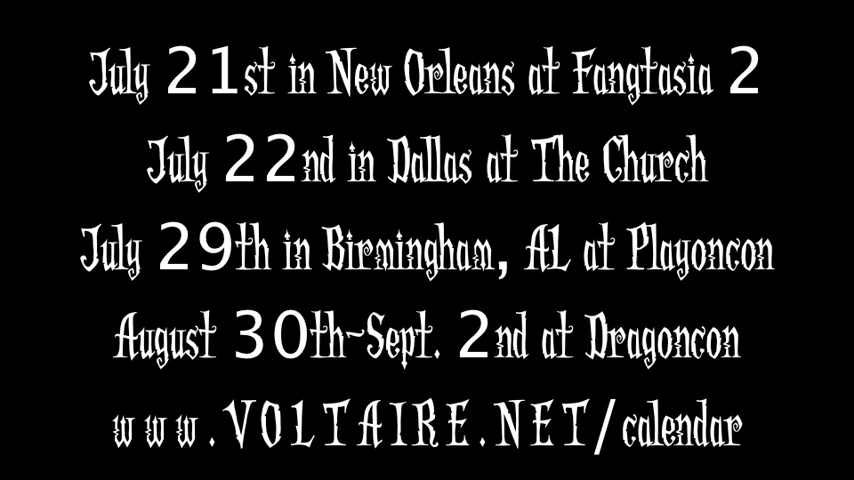 July 21st in New Orleans at Fangtasia 2
July 22nd in Dallas at The Church
July 29th in Birmingham, AL at Playoncon
August 30th~Sept. 2nd at Dragoncon
www.VOLTAIRE.NET/calendar